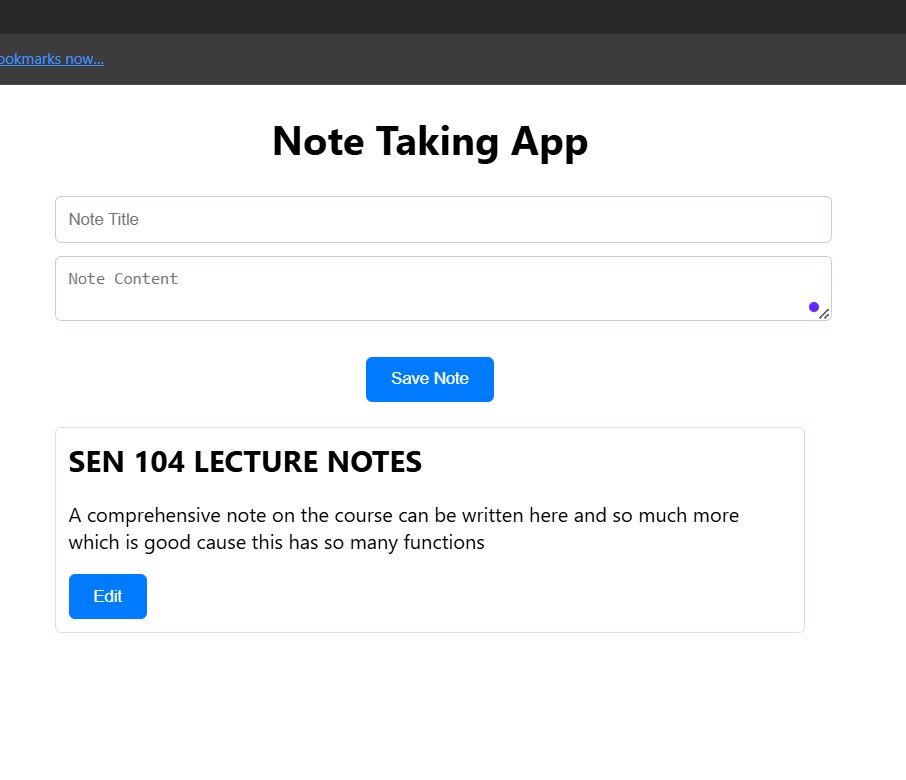 ookmarks now...
Note Taking App
Note Title
Note Content
Save Note
SEN 104 LECTURE NOTES
A comprehensive note on the course can be written here and so much more
which is good cause this has so many functions
Edit